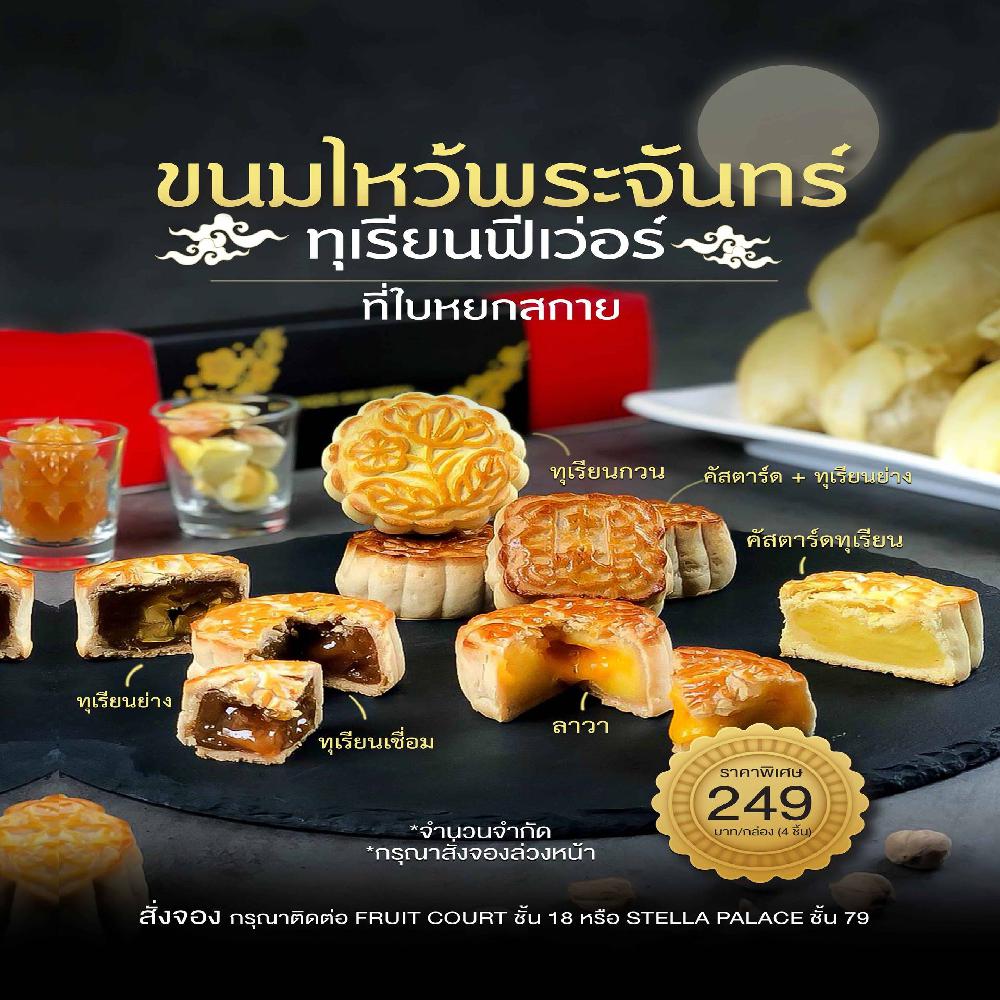 ขนมไหว้พระจันทร์
ทุเรียนฟีเว่อร์
ที่ใบหยกสกาย
ทุเรียนกวน
คัสตาร์ด + ทุเรียนย่าง
คัสตาร์ดทุเรียน
ทุเรียนย่าง
ทุเรียนเชื่อม
ลาวา
ราคาพิเศษ
249
บาท/กล่อง (4 ชิ้น)
*จำนวนจำกัด
*กรุณาสั่งจองล่วงหน้า
สั่งจอง กรุณาติดต่อ FRUIT COURT ชั้น 18 หรือ STELLA PALACE ชั้น 79